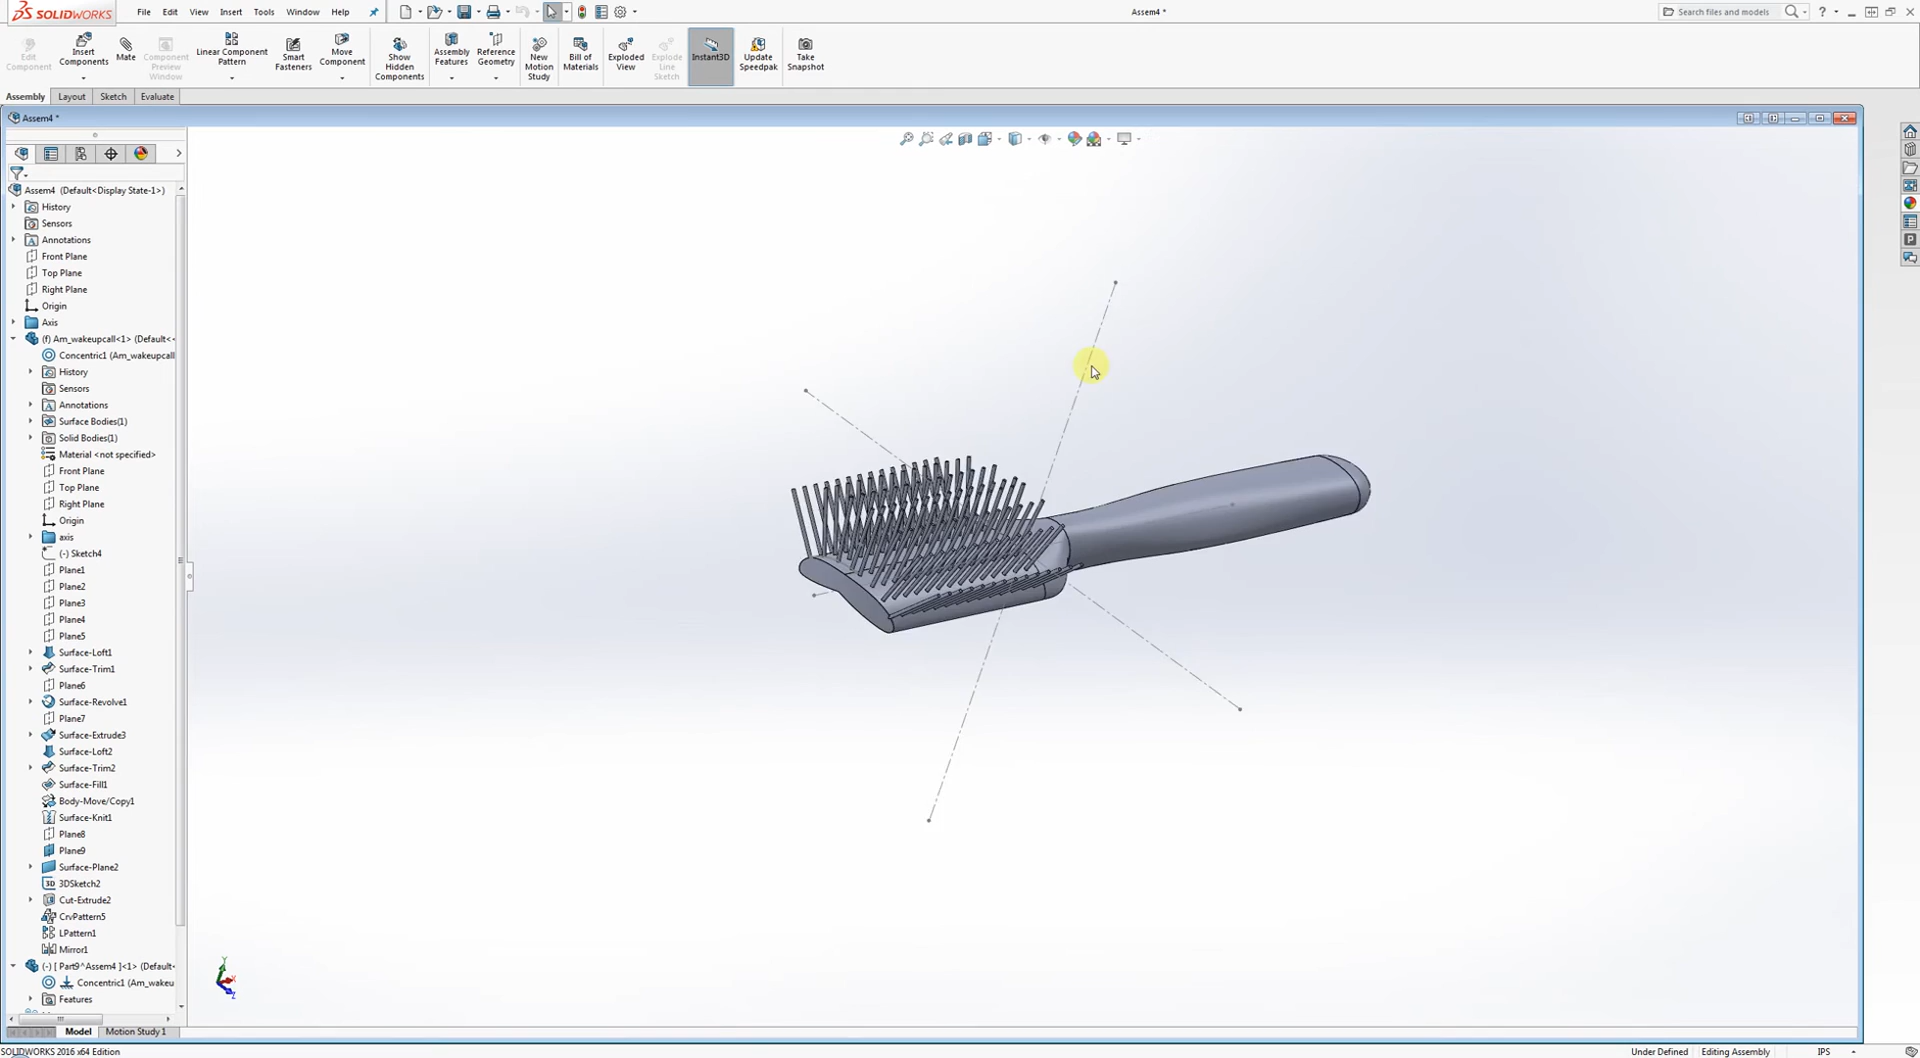 SOLIDWORKS File Edit View Insert Tools Window Help Assem4 * Search files and models
Edit Component
Insert Components
Mate
Component Preview Window
Linear Component Pattern
Smart Fasteners
Move Component
Show Hidden Components
Assembly Features
Reference Geometry
New Motion Study
Bill of Materials
Exploded View
Explode Line Sketch
Instant3D
Update Speedpak
Take Snapshot
Assembly Layout Sketch Evaluate
Assem4 *
Assem4 (Default<Display State-1>)
History
Sensors
Annotations
Front Plane
Top Plane
Right Plane
Origin
Axis
(f) Am_wakeupcall<1> (Default<<
Concentric1 (Am_wakeupcall
History
Sensors
Annotations
Surface Bodies(1)
Solid Bodies(1)
Material <not specified>
Front Plane
Top Plane
Right Plane
Origin
axis
(-) Sketch4
Plane1
Plane2
Plane3
Plane4
Plane5
Surface-Loft1
Surface-Trim1
Plane6
Surface-Revolve1
Plane7
Surface-Extrude3
Surface-Loft2
Surface-Trim2
Surface-Fill1
Body-Move/Copy1
Surface-Knit1
Plane8
Plane9
Surface-Plane2
3D 3DSketch2
Cut-Extrude2
CrvPattern5
LPattern1
Mirror1
(-) [ Part9^Assem4 ]<1> (Default<
Concentric1 (Am_wakeu
Features
Y
X
Z
Model Motion Study 1
SOLIDWORKS 2016 x64 Edition Under Defined Editing Assembly IPS